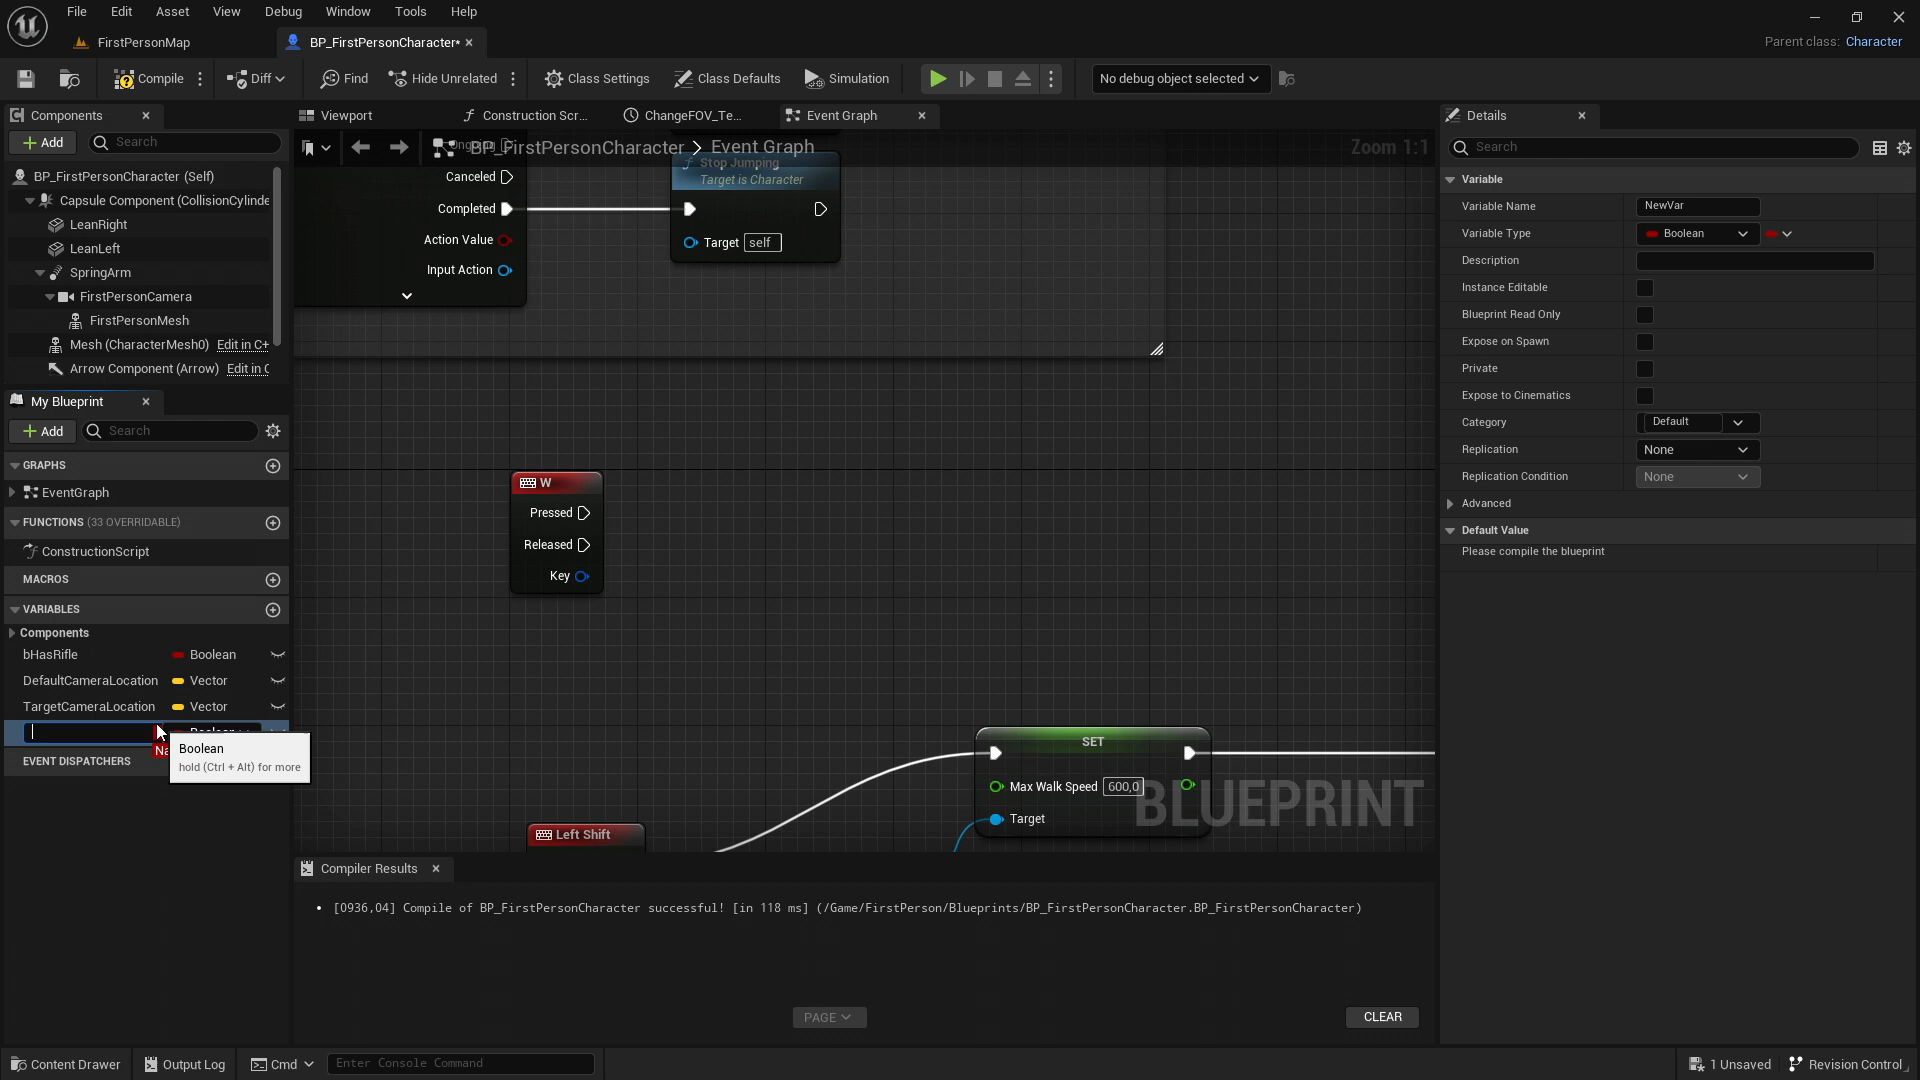 File Edit Asset View Debug Window Tools Help
FirstPersonMap
BP_FirstPersonCharacter*
Parent class: Character
Compile
Diff
Find
Hide Unrelated
Class Settings
Class Defaults
Simulation
No debug object selected
Components
Add
Search
BP_FirstPersonCharacter (Self)
Capsule Component (CollisionCylinde
LeanRight
LeanLeft
SpringArm
FirstPersonCamera
FirstPersonMesh
Mesh (CharacterMesh0) Edit in C+
Arrow Component (Arrow) Edit in C
My Blueprint
Add
Search
GRAPHS
EventGraph
FUNCTIONS (33 OVERRIDABLE)
ConstructionScript
MACROS
VARIABLES
Components
bHasRifle Boolean
DefaultCameraLocation Vector
TargetCameraLocation Vector
Boolean
Na
Boolean
hold (Ctrl + Alt) for more
EVENT DISPATCHERS
Viewport
Construction Scr...
ChangeFOV_Te...
Event Graph
BP_FirstPersonCharacter > Event Graph
Zoom 1:1
Ongoing
Canceled
Completed
Action Value
Input Action
Stop Jumping
Target is Character
Target self
W
Pressed
Released
Key
SET
Max Walk Speed 600,0
Target
Left Shift
BLUEPRINT
Compiler Results
[0936,04] Compile of BP_FirstPersonCharacter successful! [in 118 ms] (/Game/FirstPerson/Blueprints/BP_FirstPersonCharacter.BP_FirstPersonCharacter)
PAGE
CLEAR
Details
Search
Variable
Variable Name NewVar
Variable Type Boolean
Description
Instance Editable
Blueprint Read Only
Expose on Spawn
Private
Expose to Cinematics
Category Default
Replication None
Replication Condition None
Advanced
Default Value
Please compile the blueprint
Content Drawer
Output Log
Cmd
Enter Console Command
1 Unsaved
Revision Control